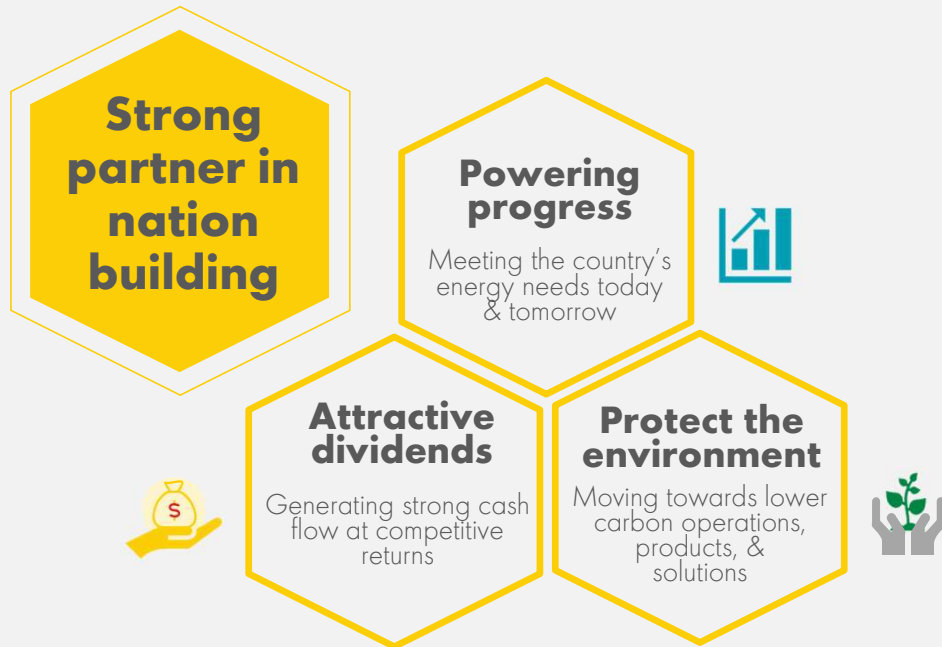 Strong
partner in
nation
building
Powering
progress
Meeting the country's
energy needs today
& tomorrow
Attractive
dividends
Generating strong cash
flow at competitive
returns
$
Protect the
environment
Moving towards lower
carbon operations,
products, &
solutions